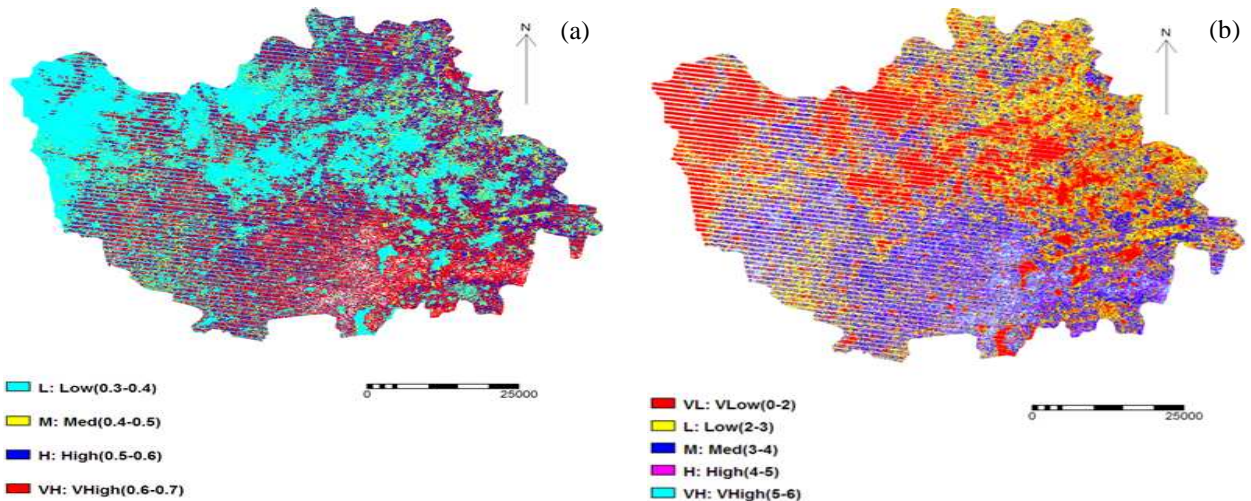 (a)
N
L: Low(0.3-0.4)
M: Med(0.4-0.5)
H: High(0.5-0.6)
VH: VHigh(0.6-0.7)
0 25000
(b)
N
VL: VLow(0-2)
L: Low(2-3)
M: Med(3-4)
H: High(4-5)
VH: VHigh(5-6)
0 25000